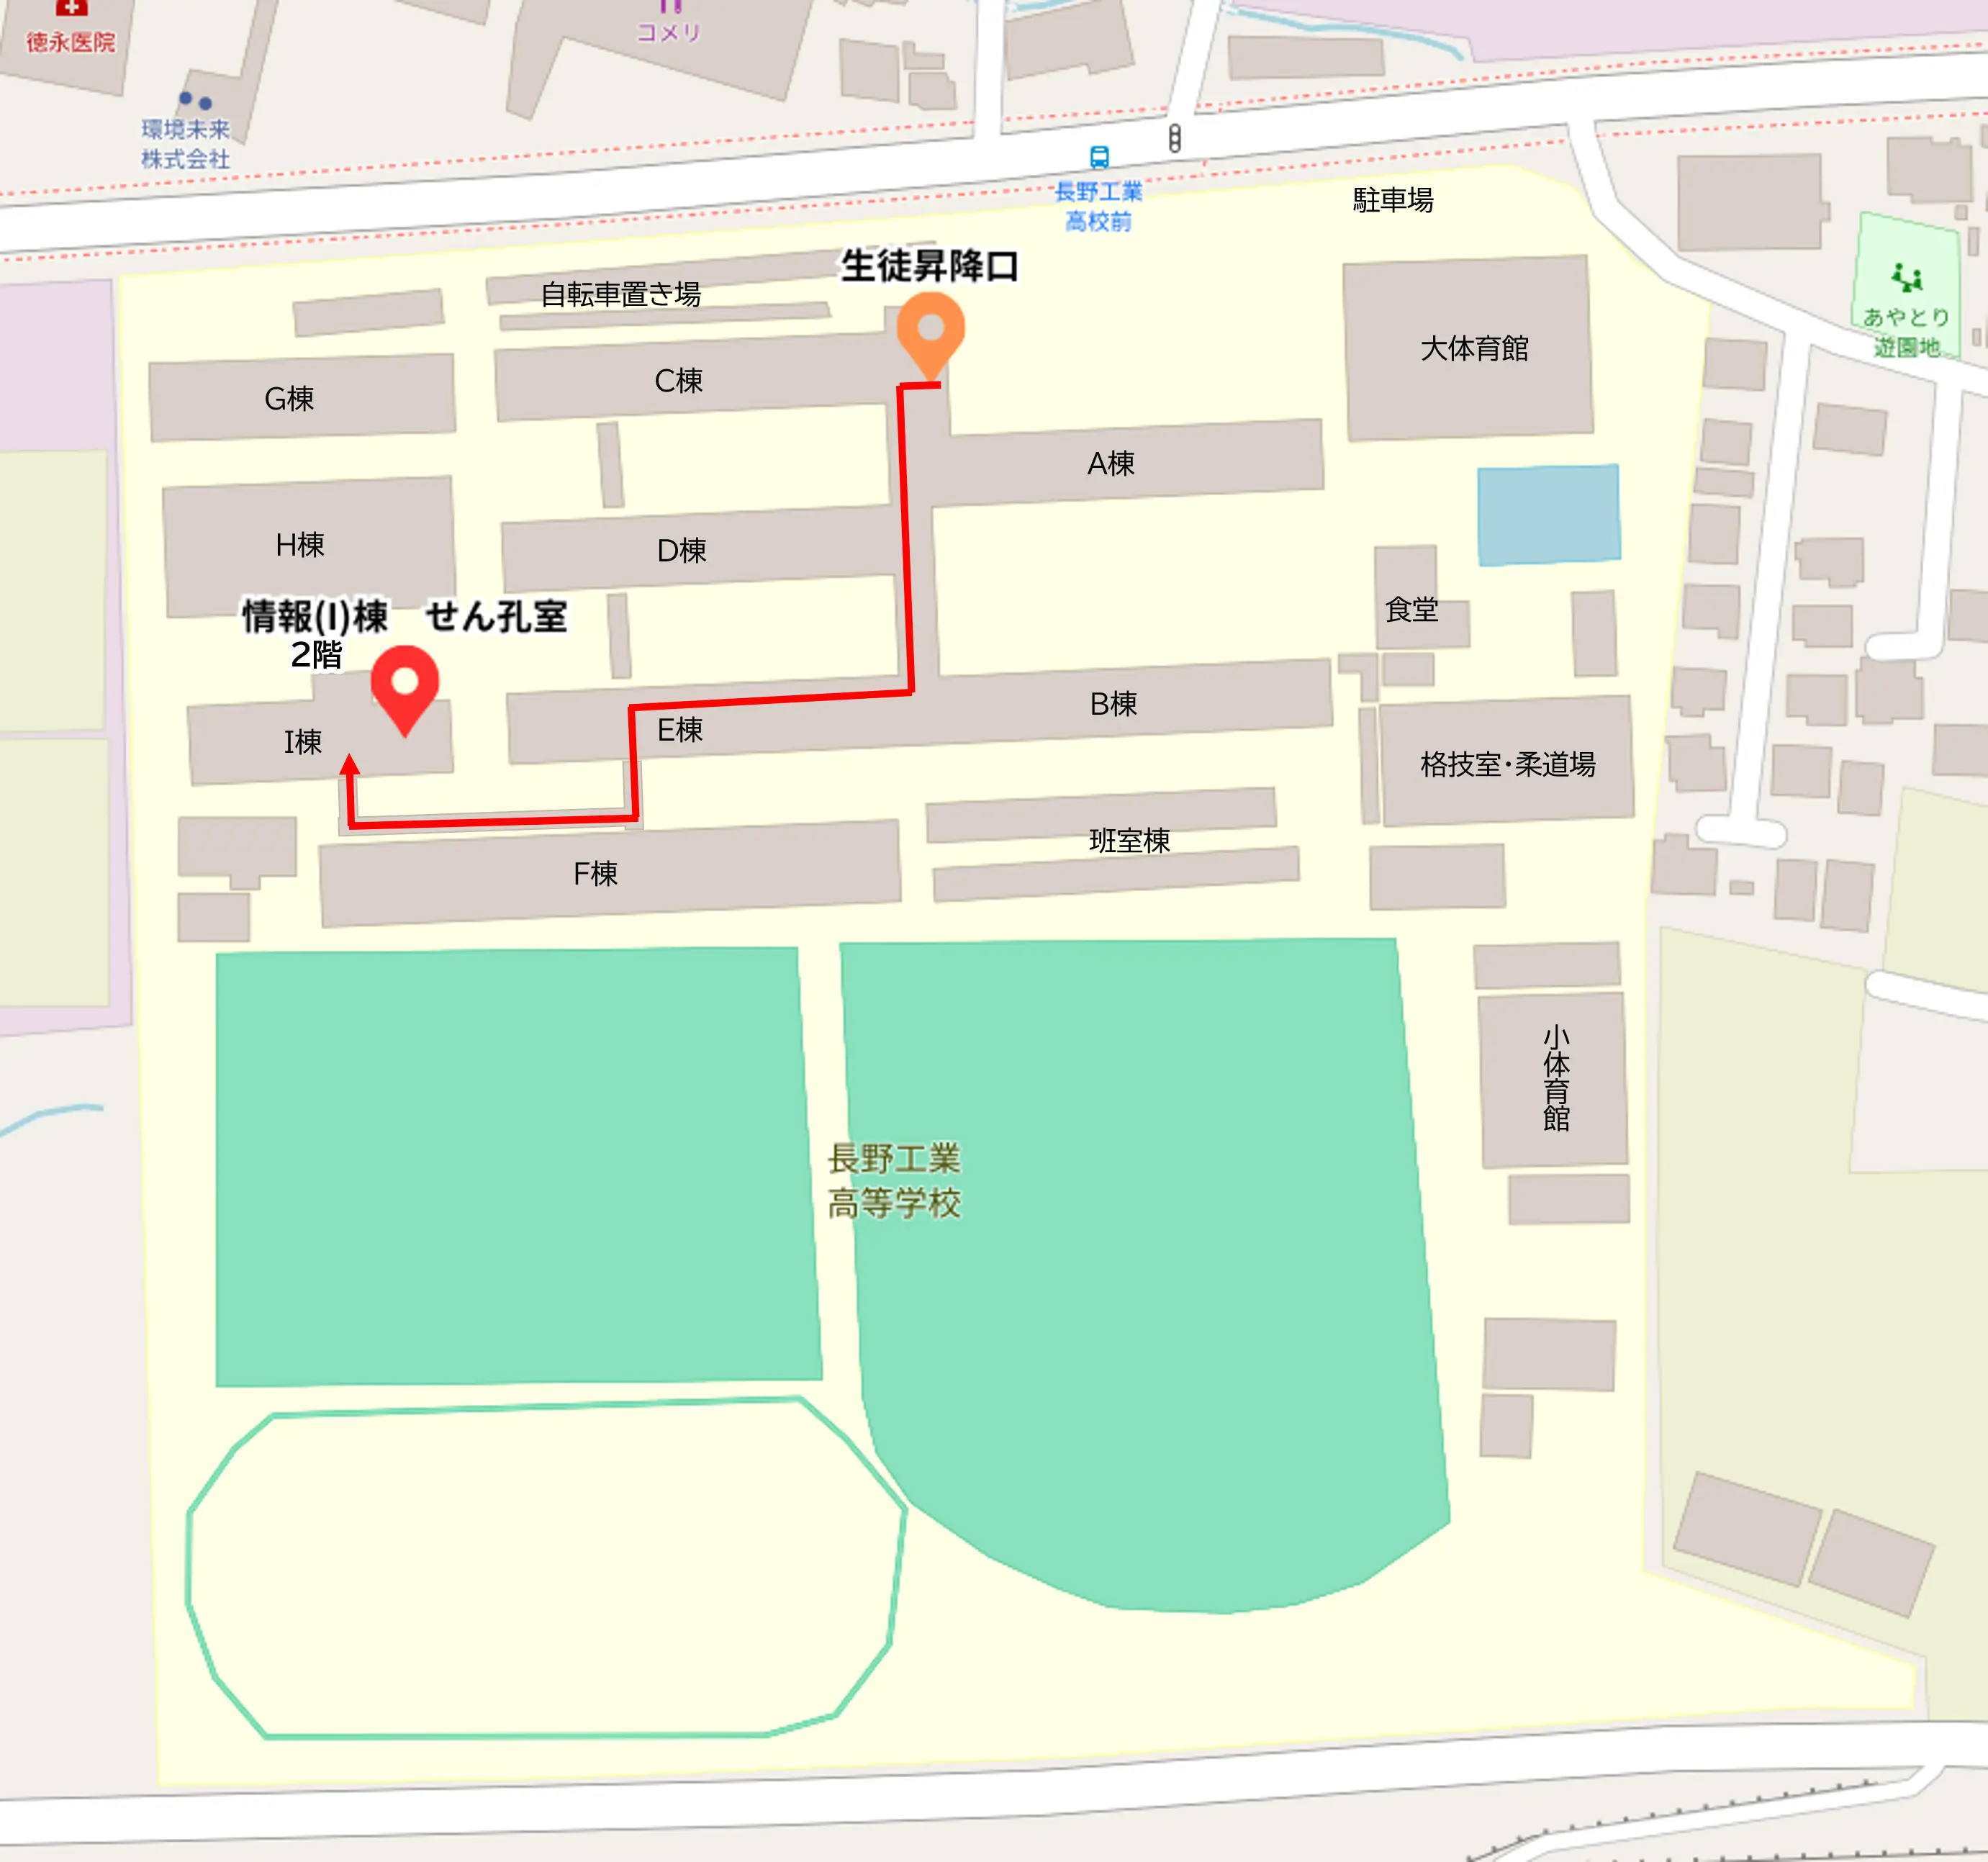 徳永医院
コメリ
環境未来
株式会社
長野工業
高校前
駐車場
生徒昇降口
自転車置き場
大体育館
あやとり
遊園地
C棟
G棟
A棟
H棟
D棟
食堂
情報(I)棟　せん孔室
2階
B棟
E棟
I棟
格技室・柔道場
班室棟
F棟
小体育館
長野工業
高等学校